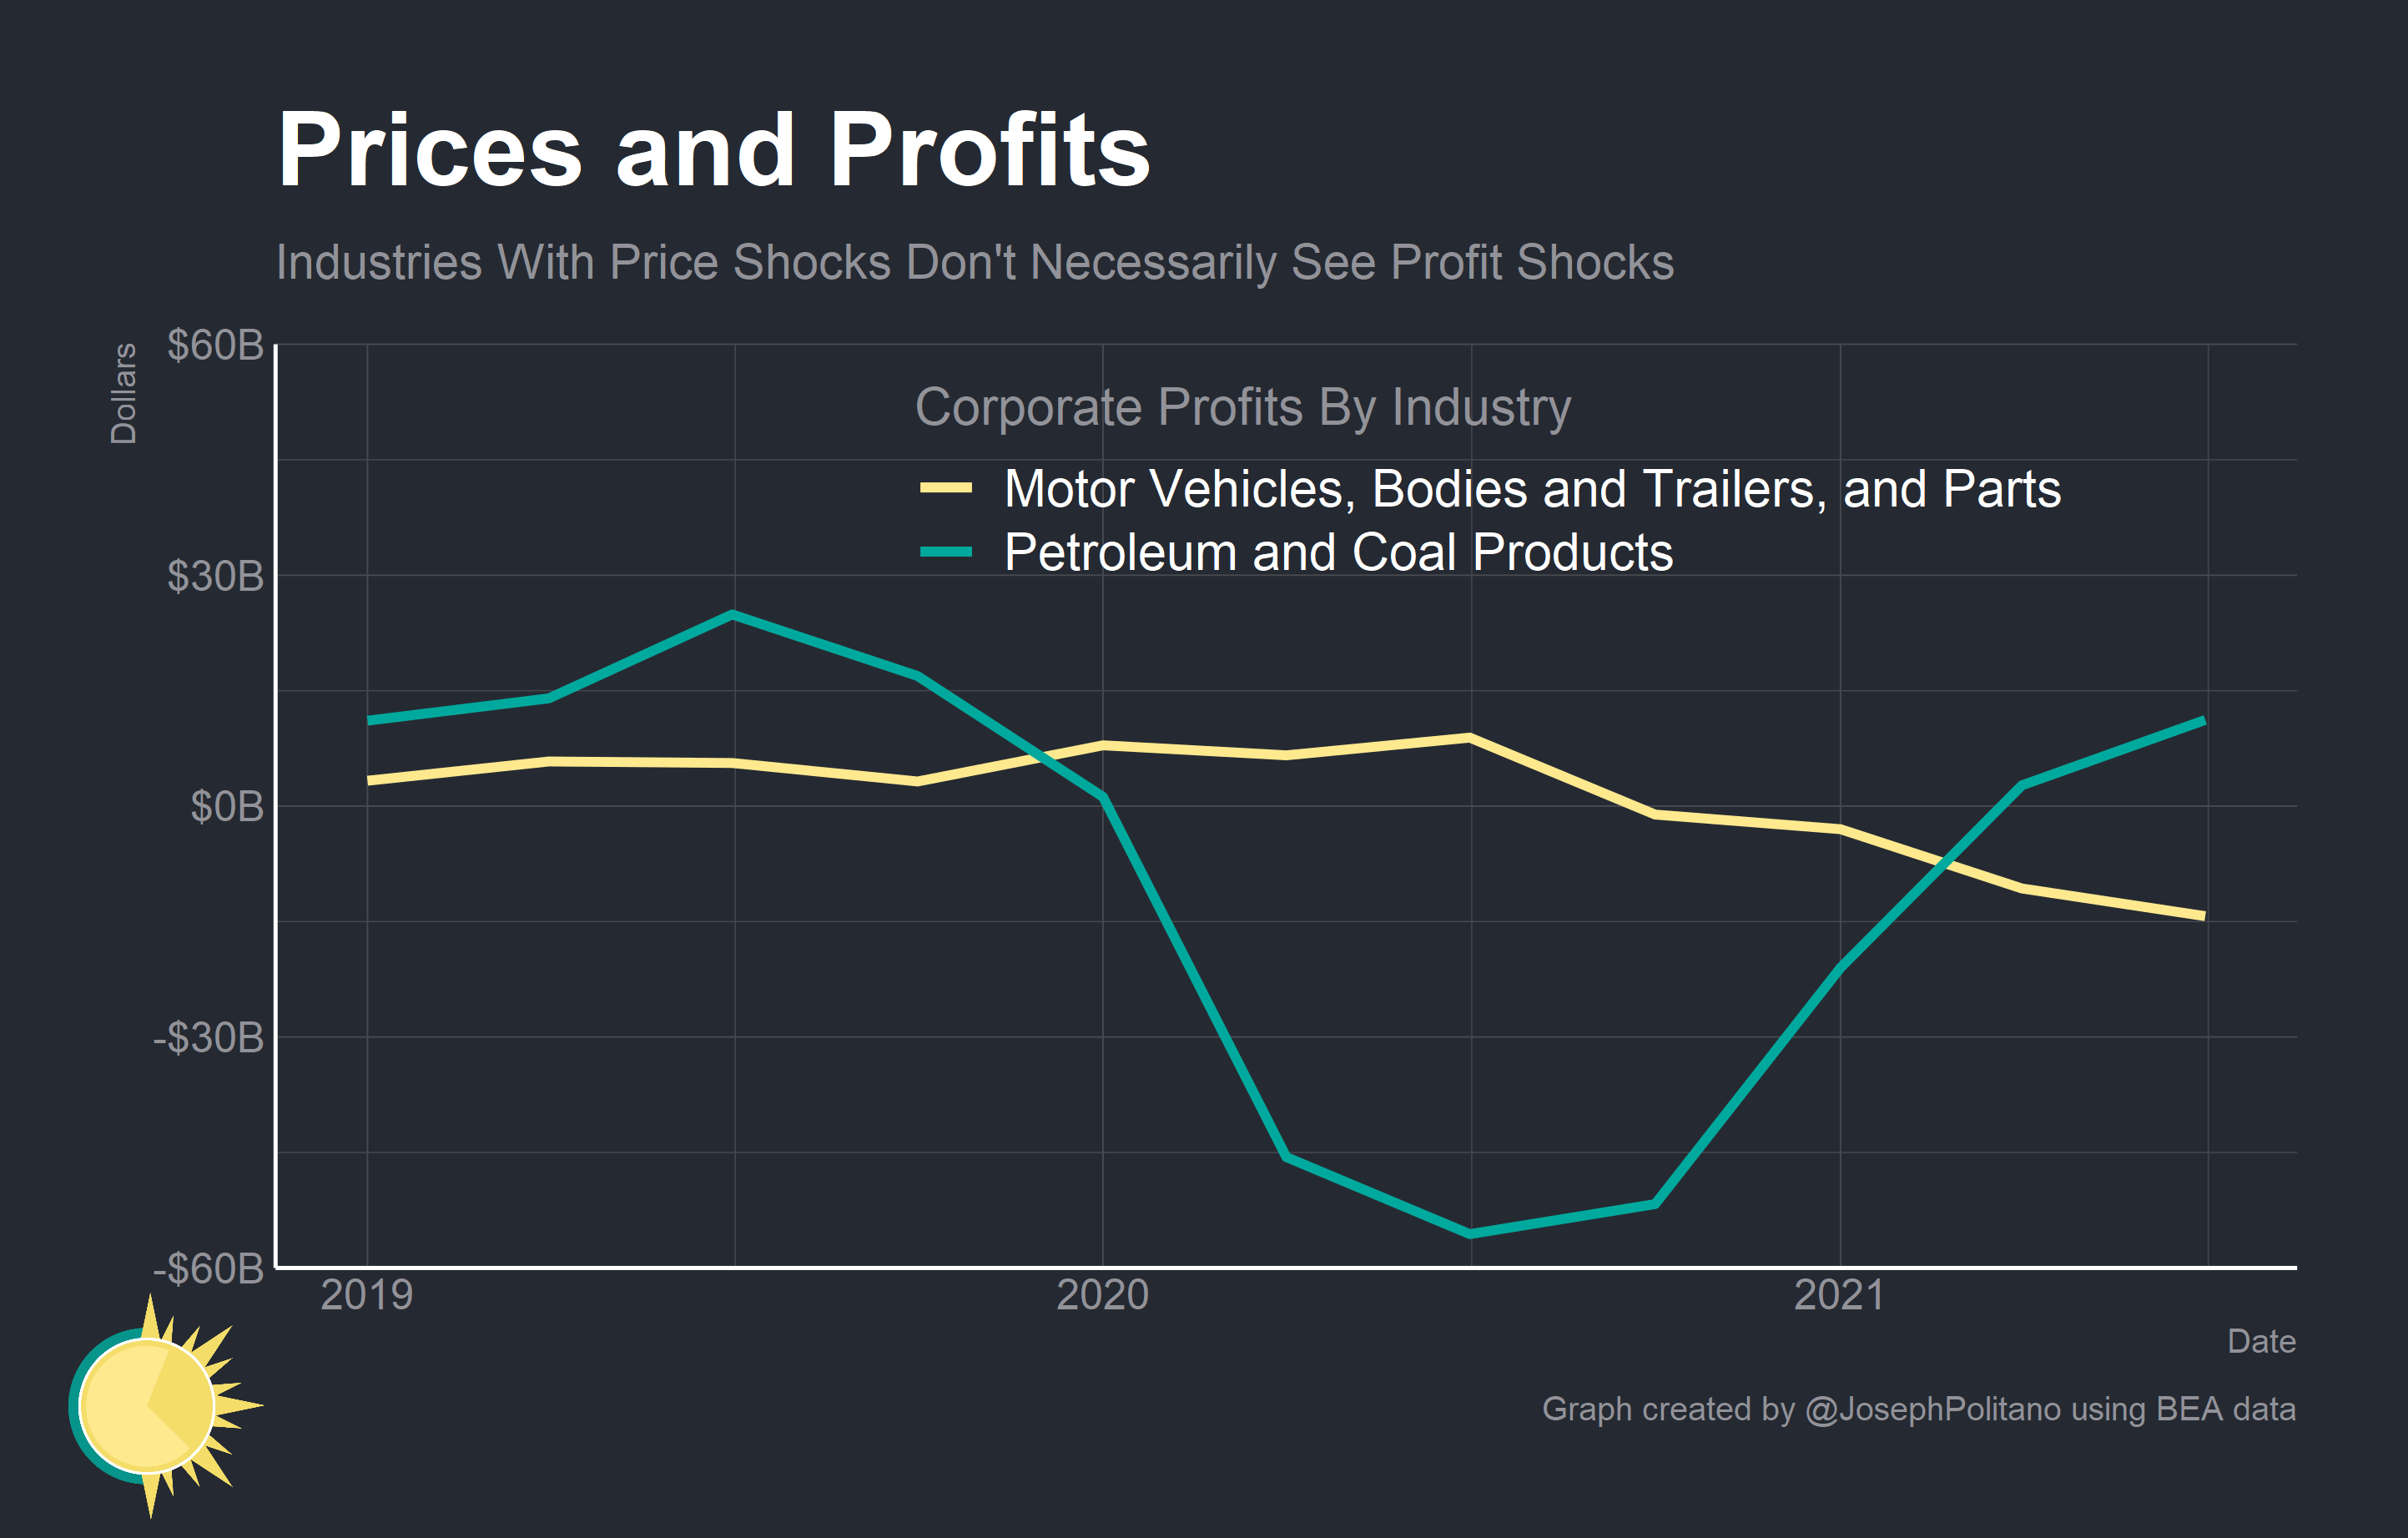 Prices and Profits
Industries With Price Shocks Don't Necessarily See Profit Shocks
Dollars
$60B
$30B
$0B
-$30B
-$60B
Corporate Profits By Industry
Motor Vehicles, Bodies and Trailers, and Parts
Petroleum and Coal Products
2019 2020 2021
Date
Graph created by @JosephPolitano using BEA data